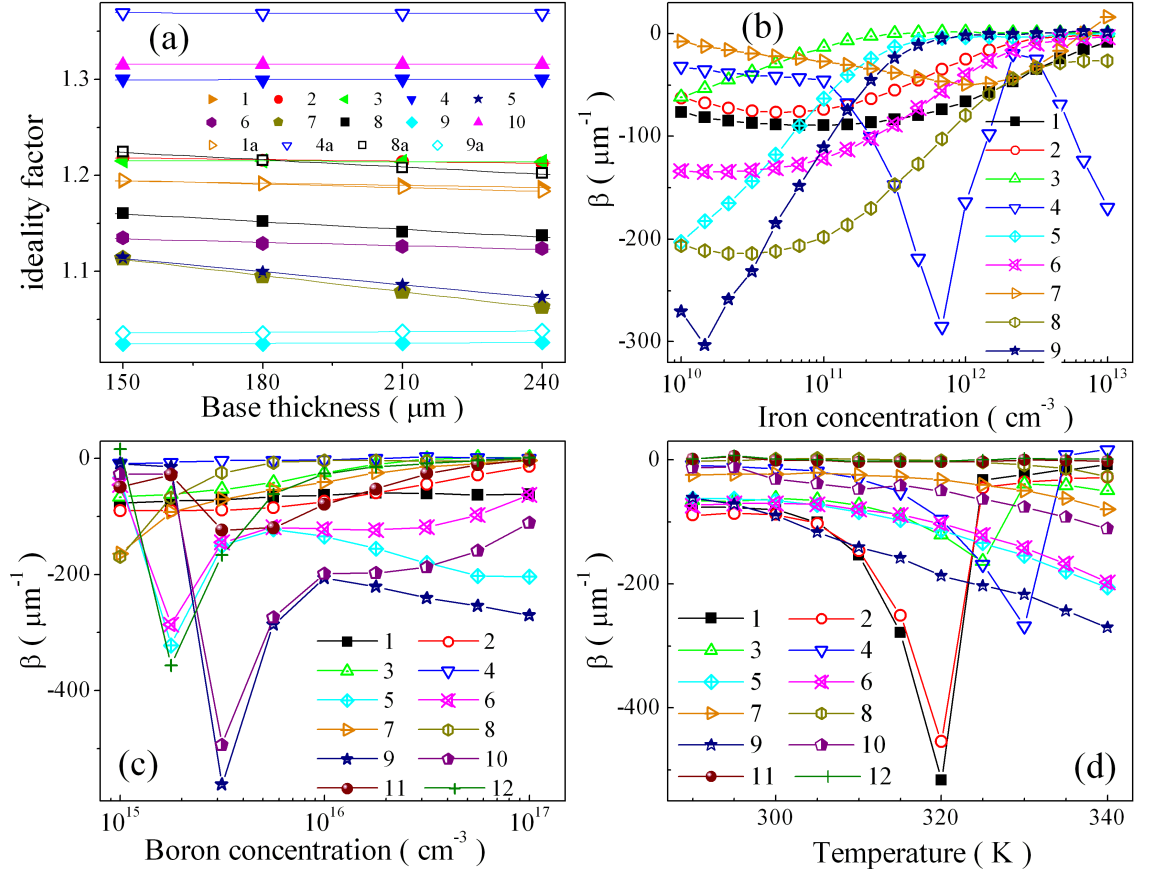 (a)
1.3
1.2
1.1
ideality factor
1 2 3 4 5
6 7 8 9 10
1a 4a 8a 9a
150 180 210 240
Base thickness ( μm )
(b)
0
-100
-200
-300
β ( μm⁻¹ )
1
2
3
4
5
6
7
8
9
10¹⁰ 10¹¹ 10¹² 10¹³
Iron concentration ( cm⁻³ )
0
-200
-400
β ( μm⁻¹ )
1 2
3 4
5 6
7 8
9 10
11 12
(c)
10¹⁵ 10¹⁶ 10¹⁷
Boron concentration ( cm⁻³ )
0
-200
-400
β ( μm⁻¹ )
1 2
3 4
5 6
7 8
9 10
11 12
(d)
300 320 340
Temperature ( K )